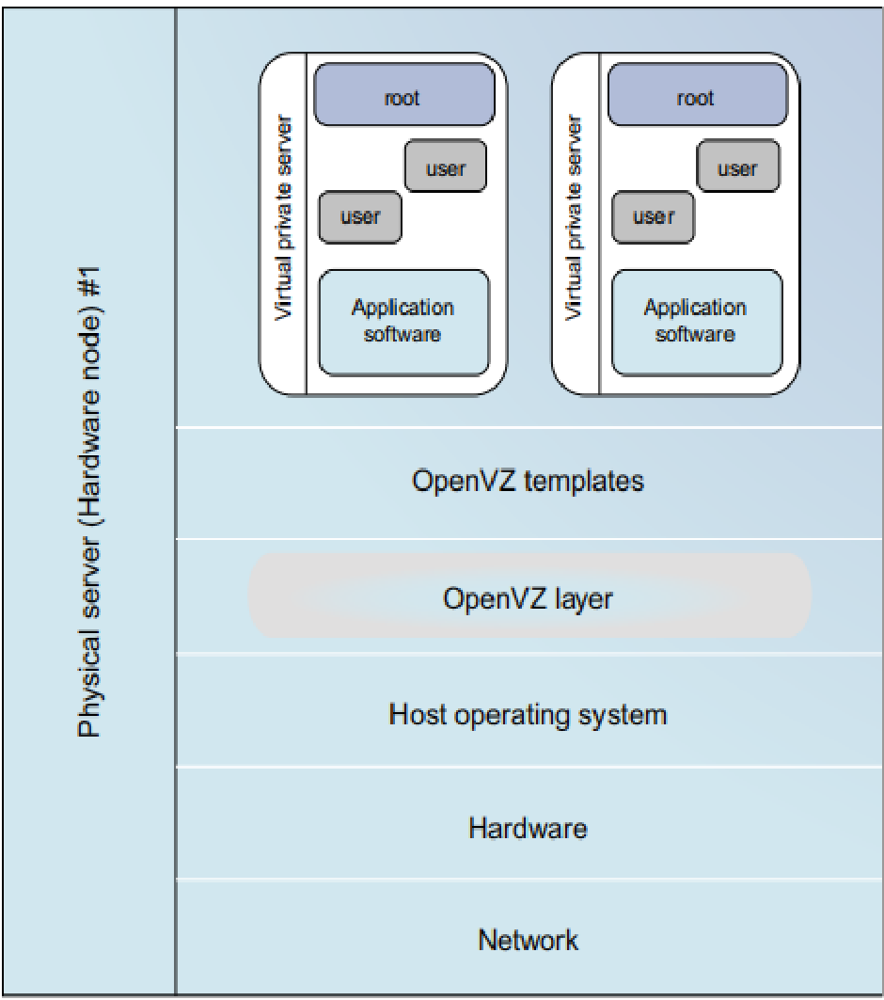 Physical server (Hardware node) #1
Virtual private server
root
user
user
Application
software
Virtual private server
root
user
user
Application
software
OpenVZ templates
OpenVZ layer
Host operating system
Hardware
Network